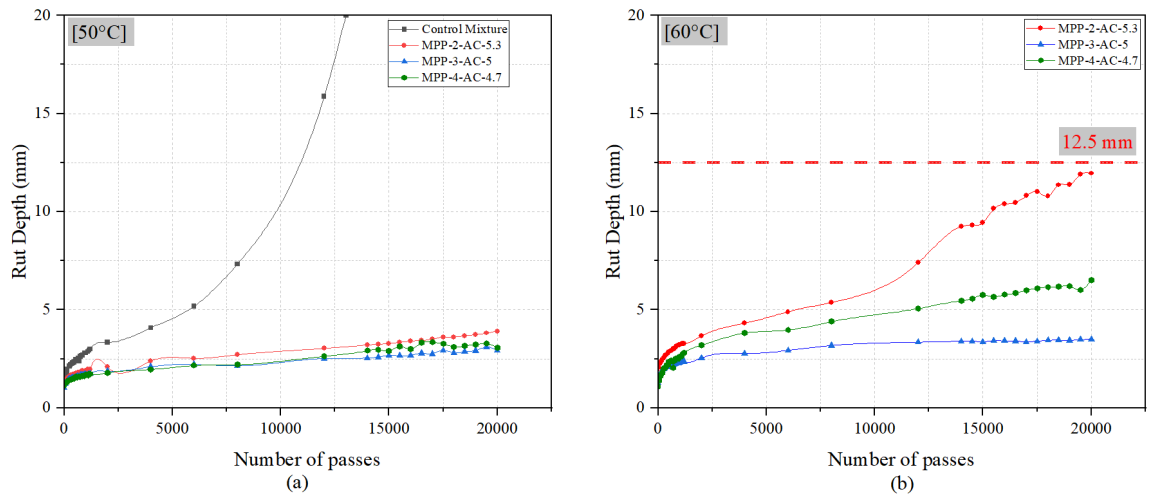 [50°C]
Control Mixture
MPP-2-AC-5.3
MPP-3-AC-5
MPP-4-AC-4.7
20
15
10
5
0
Rut Depth (mm)
0 5000 10000 15000 20000
Number of passes
(a)
[60°C]
MPP-2-AC-5.3
MPP-3-AC-5
MPP-4-AC-4.7
12.5 mm
20
15
10
5
0
Rut Depth (mm)
0 5000 10000 15000 20000
Number of passes
(b)